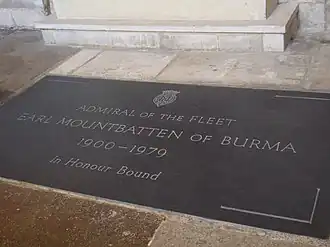 ADMIRAL OF THE FLEET
EARL MOUNTBATTEN OF BURMA
1900–1979
In Honour Bound